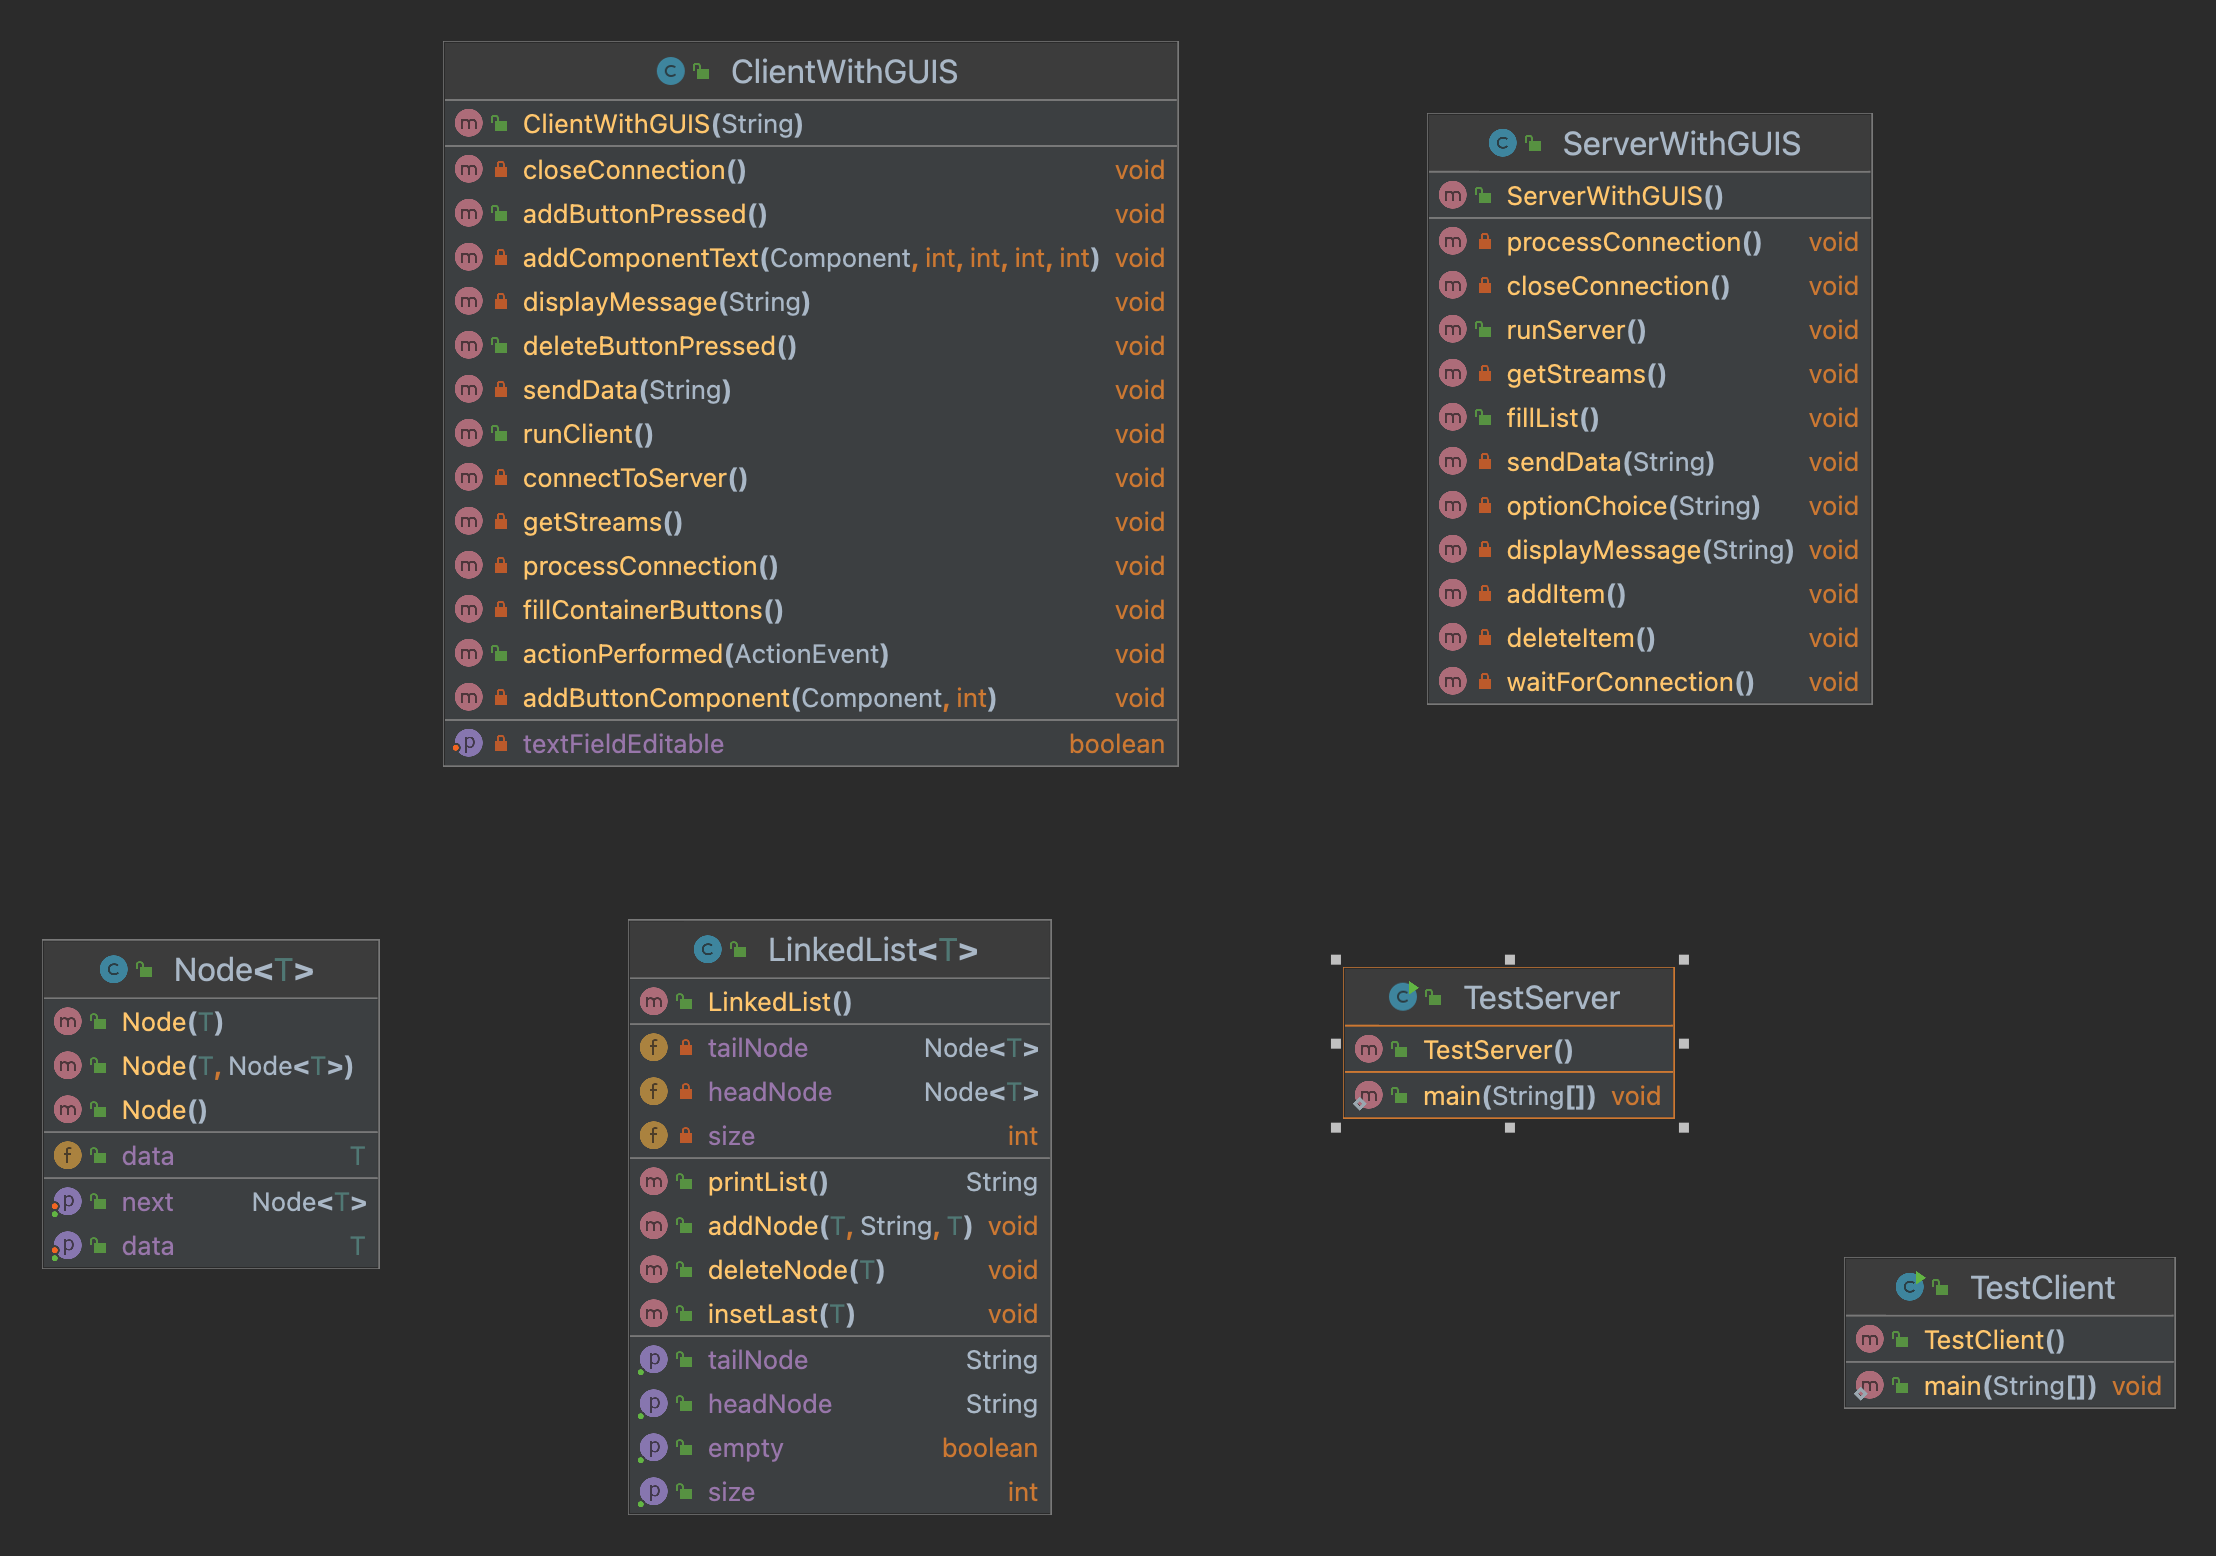 ClientWithGUIS
ClientWithGUIS(String)
closeConnection() void
addButtonPressed() void
addComponentText(Component, int, int, int, int) void
displayMessage(String) void
deleteButtonPressed() void
sendData(String) void
runClient() void
connectToServer() void
getStreams() void
processConnection() void
fillContainerButtons() void
actionPerformed(ActionEvent) void
addButtonComponent(Component, int) void
textFieldEditable boolean
ServerWithGUIS
ServerWithGUIS()
processConnection() void
closeConnection() void
runServer() void
getStreams() void
fillList() void
sendData(String) void
optionChoice(String) void
displayMessage(String) void
addItem() void
deleteItem() void
waitForConnection() void
Node<T>
Node(T)
Node(T, Node<T>)
Node()
data T
next Node<T>
data T
LinkedList<T>
LinkedList()
tailNode Node<T>
headNode Node<T>
size int
printList() String
addNode(T, String, T) void
deleteNode(T) void
insetLast(T) void
tailNode String
headNode String
empty boolean
size int
TestServer
TestServer()
main(String[]) void
TestClient
TestClient()
main(String[]) void